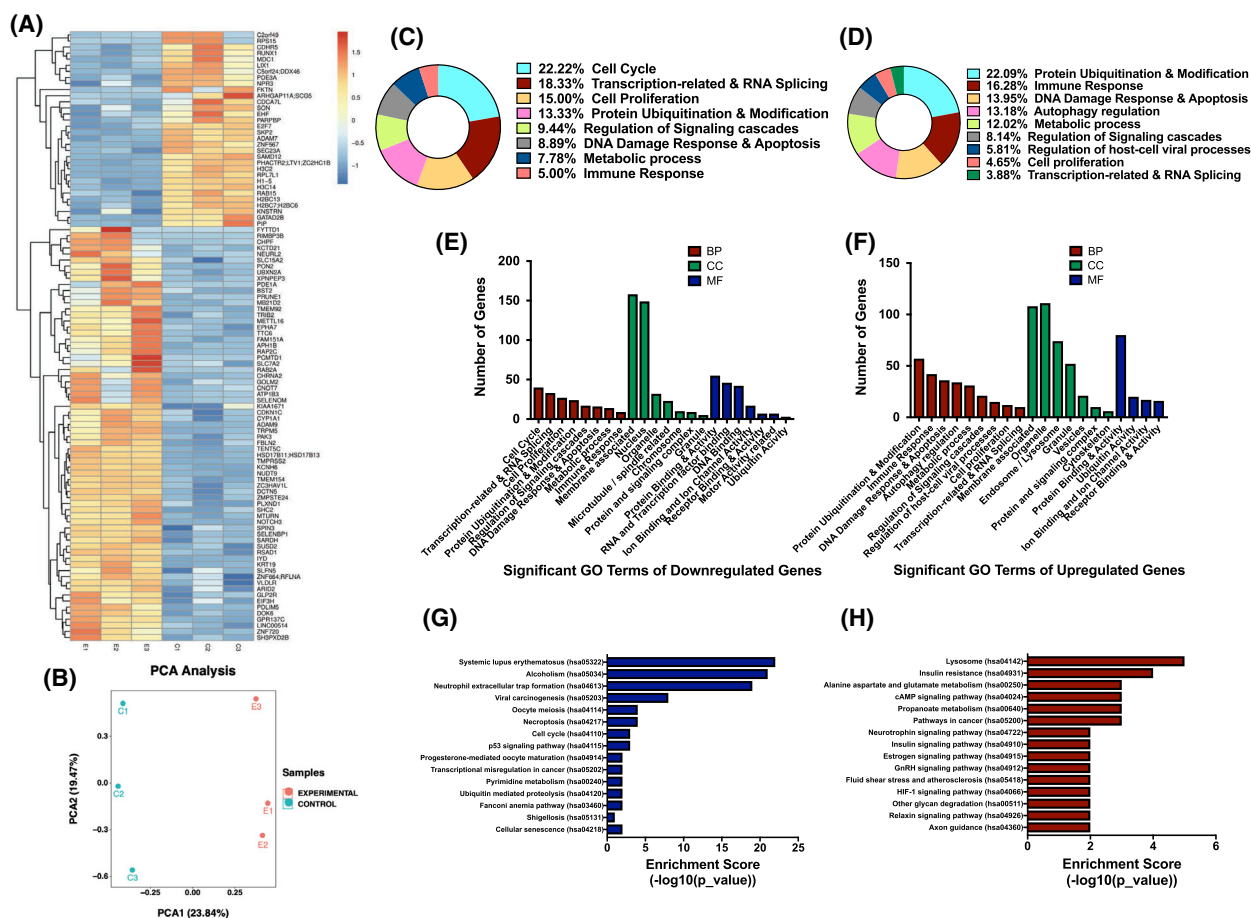 (A)
C2orf49
RPS15
CDHR5
RUNX1
MDC1
LIX1
C5orf24;DDX46
PDE3A
NPR3
FKTN
ARHGAP11A;SCG5
CDCA7L
SON
EHF
PARPBP
E2F7
SKP2
ADAM7
ZNF567
SEC23A
SAMD12
PHACTR2;LTV1;ZC2HC1B
H3C2
RPL7L1
H1-5
H3C14
RAB15
H2BC13
H2BC7;H2BC6
KNSTRN
GATAD2B
PIP
FYTTD1
RIMBP3B
CHPF
KCTD21
NEURL2
SLC15A2
PON2
UBXN2A
XPNPEP3
PDE1A
BST2
PRUNE1
MB21D2
TMEM92
TRIB2
METTL16
EPHA7
TTC6
FAM151A
APH1B
RAP2C
PCMTD1
SLC7A2
RAB2A
CHRNA2
GOLM2
CNOT7
ATP1B3
SELENOM
KIAA1671
CDKN1C
CYP1A1
ADAM9
TRPM5
PAK3
FBLN2
TENT5C
HSD17B11;HSD17B13
TMPRSS2
KCNH6
NUDT9
TMEM154
ZC3HAV1L
DCTN5
ZMPSTE24
PLXND1
SHC2
MTURN
NOTCH3
SPIN3
SELENBP1
SARDH
SUSD2
RSAD1
IYD
KRT19
SLFN5
ZNF664;RFLNA
VLDLR
ARID2
GLP2R
EIF3H
PDLIM5
DOK6
GPR137C
LINC00514
ZNF720
SH3PXD2B
E1 E2 E3 C1 C2 C3
1.5
1
0.5
0
−0.5
−1
(B)
PCA Analysis
PCA2 (19.47%)
0.3
0.0
−0.3
−0.6
C1
C2
C3
E3
E1
E2
−0.25 0.00 0.25
PCA1 (23.84%)
Samples
EXPERIMENTAL
CONTROL
(C)
22.22% Cell Cycle
18.33% Transcription-related & RNA Splicing
15.00% Cell Proliferation
13.33% Protein Ubiquitination & Modification
9.44% Regulation of Signaling cascades
8.89% DNA Damage Response & Apoptosis
7.78% Metabolic process
5.00% Immune Response
(D)
22.09% Protein Ubiquitination & Modification
16.28% Immune Response
13.95% DNA Damage Response & Apoptosis
13.18% Autophagy regulation
12.02% Metabolic process
8.14% Regulation of Signaling cascades
5.81% Regulation of host-cell viral processes
4.65% Cell proliferation
3.88% Transcription-related & RNA Splicing
(E)
BP
CC
MF
Number of Genes
200
150
100
50
0
Cell Cycle
Transcription-related & RNA Splicing
Cell Proliferation
Protein Ubiquitination & Modification
Regulation of Signaling cascades
DNA Damage Response & Apoptosis
Metabolic process
Immune Response
Membrane associated
Nucleus
Nucleolus
Microtubule / spindle related
Chromosome
Protein and signaling complex
Granule
Protein Binding & Activity
RNA and Transcription related
DNA Binding
Ion Binding and Ion Channel Activity
Receptor Binding & Activity
Motor Activity related
Ubiquitin Activity
Significant GO Terms of Downregulated Genes
(F)
BP
CC
MF
Number of Genes
150
100
50
0
Protein Ubiquitination & Modification
Immune Response
DNA Damage Response & Apoptosis
Autophagy regulation
Metabolic process
Regulation of Signaling cascades
Regulation of host-cell viral processes
Cell proliferation
Transcription-related & RNA Splicing
Membrane associated
Organelle
Endosome / Lysosome
Granule
Vesicles
Protein and signaling complex
Cytoskeleton
Protein Binding & Activity
Ubiquitin Activity
Ion Binding and Ion Channel Activity
Receptor Binding & Activity
Significant GO Terms of Upregulated Genes
(G)
Systemic lupus erythematosus (hsa05322)
Alcoholism (hsa05034)
Neutrophil extracellular trap formation (hsa04613)
Viral carcinogenesis (hsa05203)
Oocyte meiosis (hsa04114)
Necroptosis (hsa04217)
Cell cycle (hsa04110)
p53 signaling pathway (hsa04115)
Progesterone-mediated oocyte maturation (hsa04914)
Transcriptional misregulation in cancer (hsa05202)
Pyrimidine metabolism (hsa00240)
Ubiquitin mediated proteolysis (hsa04120)
Fanconi anemia pathway (hsa03460)
Shigellosis (hsa05131)
Cellular senescence (hsa04218)
0 5 10 15 20 25
Enrichment Score
(-log10(p_value))
(H)
Lysosome (hsa04142)
Insulin resistance (hsa04931)
Alanine aspartate and glutamate metabolism (hsa00250)
cAMP signaling pathway (hsa04024)
Propanoate metabolism (hsa00640)
Pathways in cancer (hsa05200)
Neurotrophin signaling pathway (hsa04722)
Insulin signaling pathway (hsa04910)
Estrogen signaling pathway (hsa04915)
GnRH signaling pathway (hsa04912)
Fluid shear stress and atherosclerosis (hsa05418)
HIF-1 signaling pathway (hsa04066)
Other glycan degradation (hsa00511)
Relaxin signaling pathway (hsa04926)
Axon guidance (hsa04360)
0 2 4 6
Enrichment Score
(-log10(p_value))